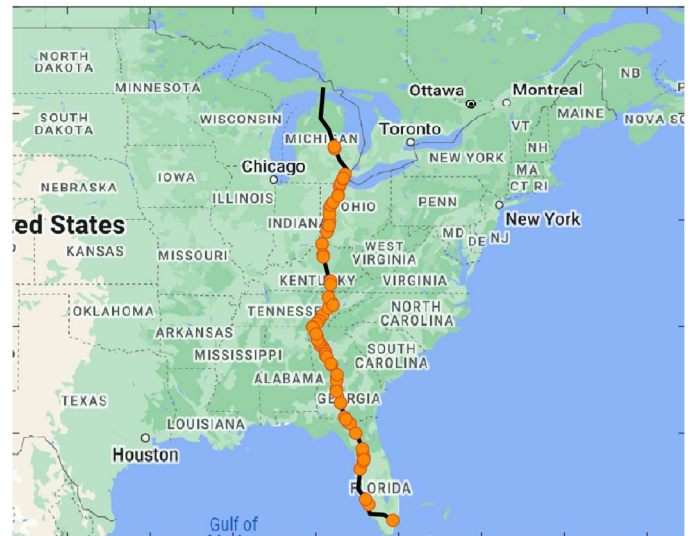 NORTH
DAKOTA
MINNESOTA
Ottawa
Montreal
NB
P
SOUTH
DAKOTA
WISCONSIN
MICHIGAN
Toronto
VT
MAINE
NOVA SC
NH
NEW YORK
MA
CT RI
Chicago
IOWA
NEBRASKA
ILLINOIS
OHIO
PENN
New York
ed States
INDIANA
MD
DE
NJ
KANSAS
MISSOURI
WEST
VIRGINIA
KENTUCKY
VIRGINIA
OKLAHOMA
TENNESSEE
NORTH
CAROLINA
ARKANSAS
MISSISSIPPI
SOUTH
CAROLINA
ALABAMA
TEXAS
GEORGIA
LOUISIANA
Houston
FLORIDA
Gulf of